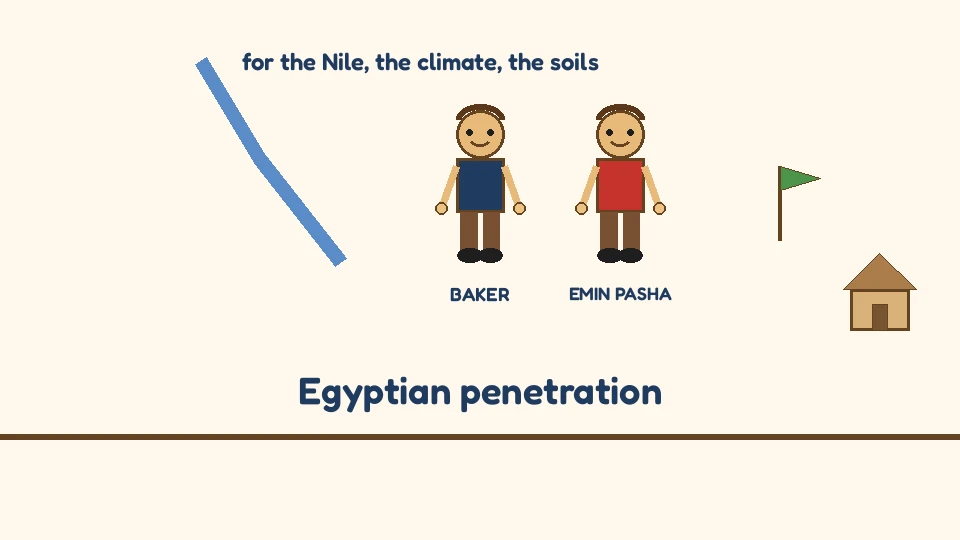 for the Nile, the climate, the soils
BAKER
EMIN PASHA
Egyptian penetration